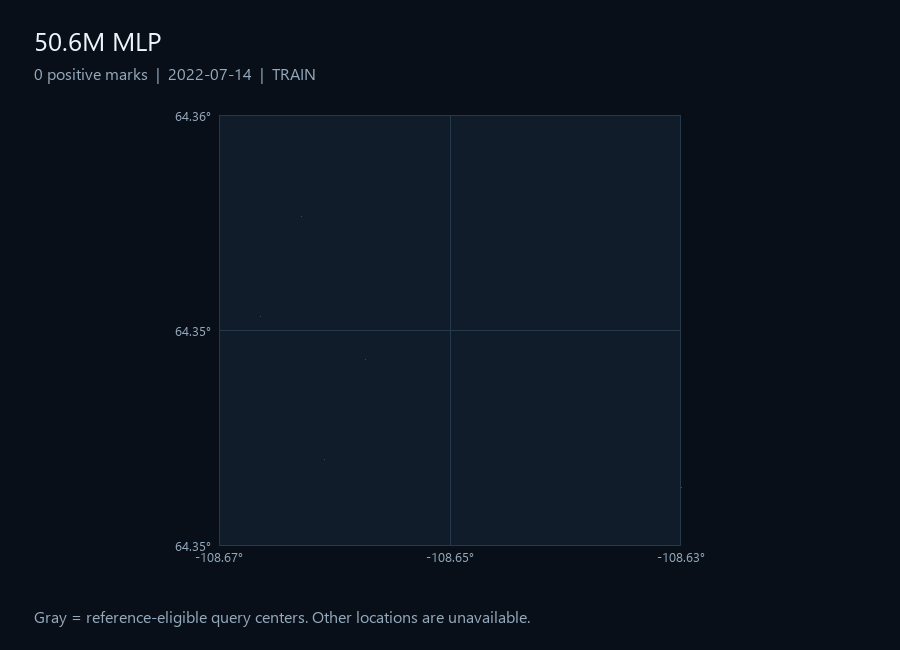 50.6M MLP
0 positive marks | 2022-07-14 | TRAIN
64.36°
64.35°
64.35°
-108.67° -108.65° -108.63°
Gray = reference-eligible query centers. Other locations are unavailable.